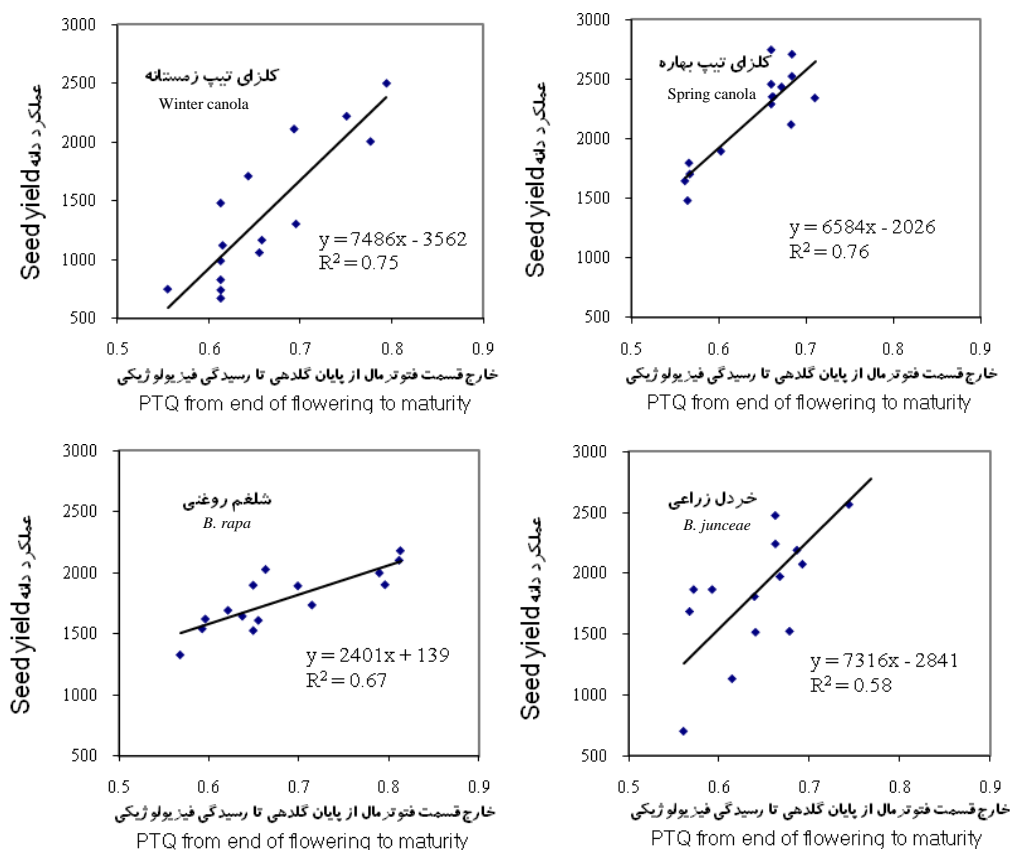 3000
2500
2000
1500
1000
500
0.5 0.6 0.7 0.8 0.9
کلزای تیپ زمستانه
Winter canola
y = 7486x - 3562
R² = 0.75
Seed yield عملکرد دانه
خارج قسمت فتوترمال از پایان گلدهی تا رسیدگی فیزیولوژیکی
PTQ from end of flowering to maturity
3000
2500
2000
1500
1000
500
0.5 0.6 0.7 0.8 0.9
کلزای تیپ بهاره
Spring canola
y = 6584x - 2026
R² = 0.76
Seed yield عملکرد دانه
خارج قسمت فتوترمال از پایان گلدهی تا رسیدگی فیزیولوژیکی
PTQ from end of flowering to maturity
3000
2500
2000
1500
1000
500
0.5 0.6 0.7 0.8 0.9
شلغم روغنی
B. rapa
y = 2401x + 139
R² = 0.67
Seed yield عملکرد دانه
خارج قسمت فتوترمال از پایان گلدهی تا رسیدگی فیزیولوژیکی
PTQ from end of flowering to maturity
3000
2500
2000
1500
1000
500
0.5 0.6 0.7 0.8 0.9
خردل زراعی
B. junceae
y = 7316x - 2841
R² = 0.58
Seed yield عملکرد دانه
خارج قسمت فتوترمال از پایان گلدهی تا رسیدگی فیزیولوژیکی
PTQ from end of flowering to maturity